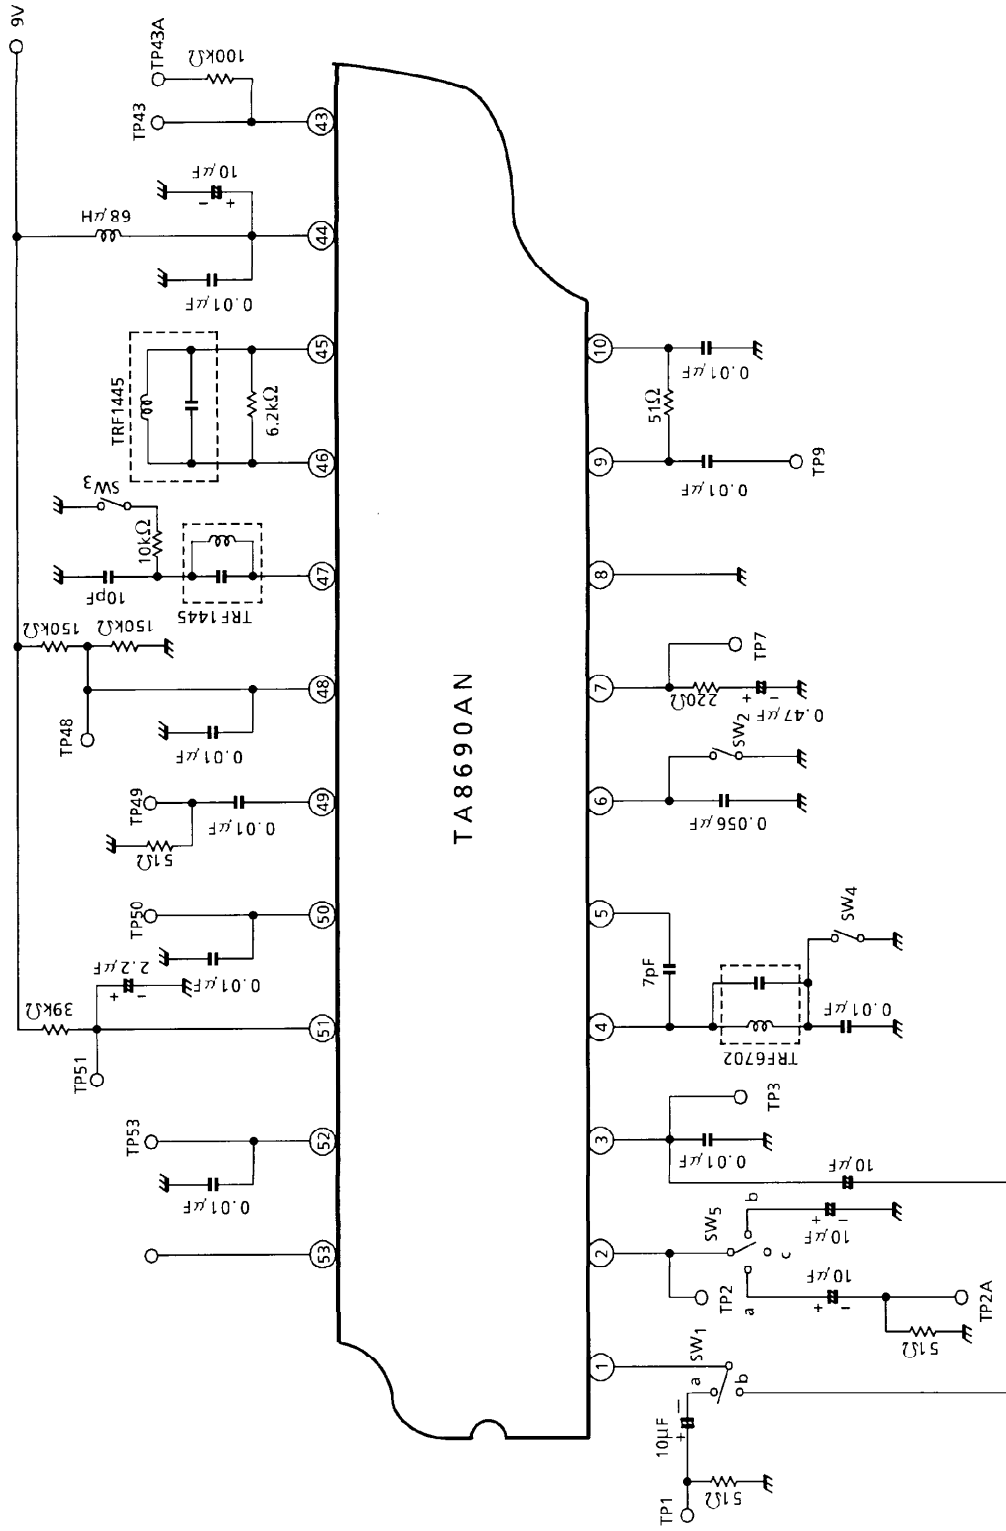 9V
TP43A
100kΩ
TP43
43
10μF
+
−
68μH
44
0.01μF
TRF1445
45
6.2kΩ
46
SW3
10kΩ
10pF
TRF1445
47
150kΩ
150kΩ
TP48
48
0.01μF
TP49
49
0.01μF
51Ω
TP50
50
0.01μF
2.2μF
+
−
39kΩ
TP51
51
TP53
52
0.01μF
53
TA8690AN
10
0.01μF
51Ω
9
0.01μF
TP9
8
7
TP7
220Ω
+
−
0.47μF
6
SW2
0.056μF
5
7pF
4
SW4
TRF6702
0.01μF
3
TP3
0.01μF
10μF
2
TP2
SW5
a
b
c
+
−
10μF
+
−
10μF
TP2A
51Ω
1
SW1
a
b
10μF
+
−
TP1
51Ω